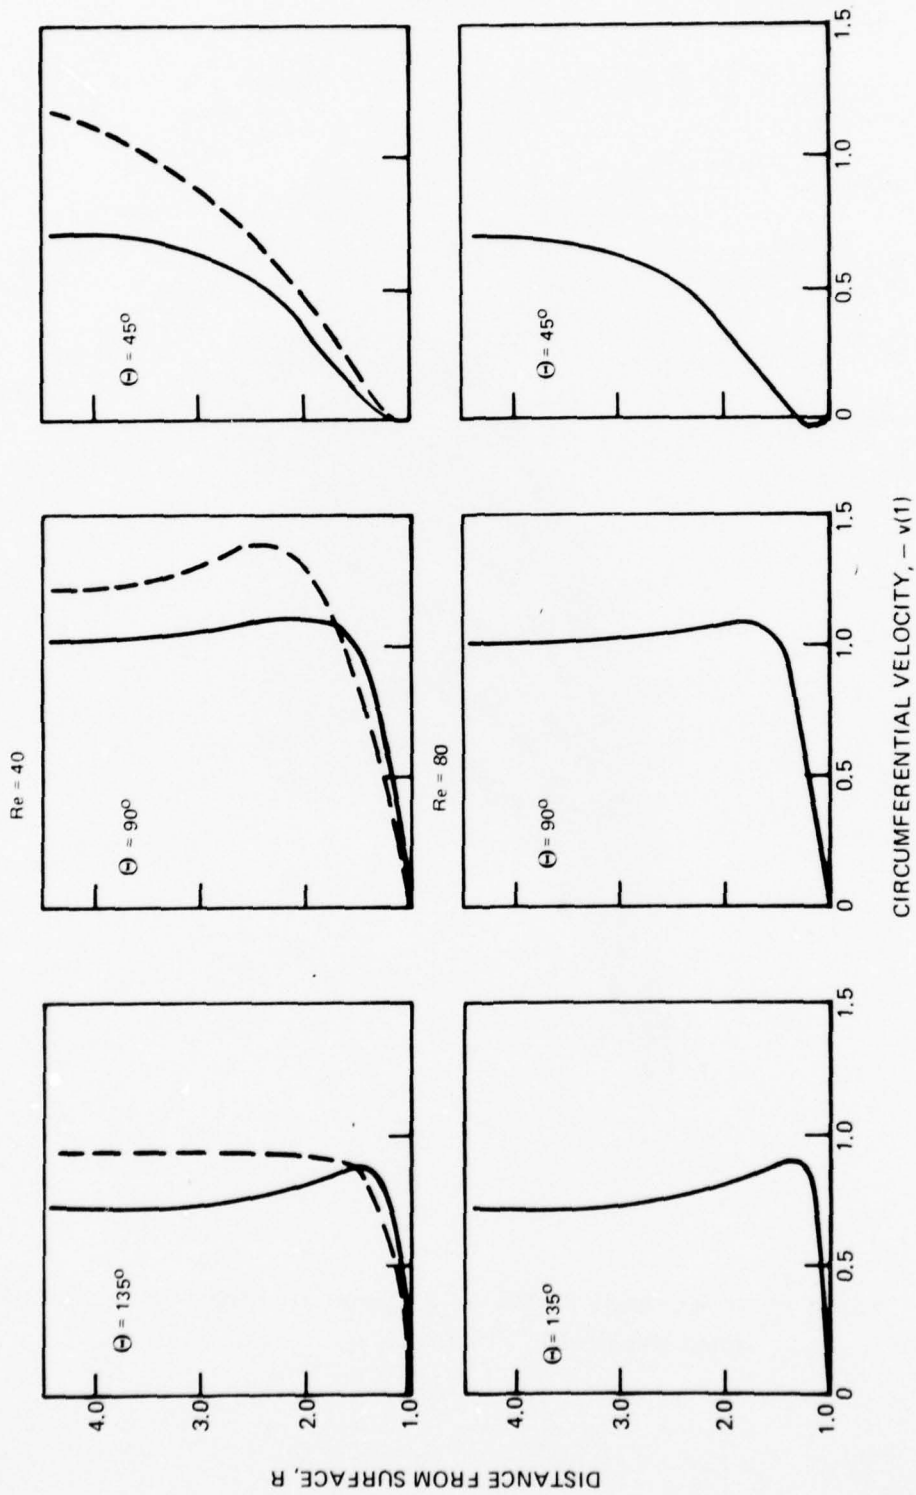 Re = 40
4.0
3.0
2.0
1.0
Θ = 135°
Θ = 90°
Θ = 45°
Re = 80
4.0
3.0
2.0
1.0
Θ = 135°
Θ = 90°
Θ = 45°
0
0.5
1.0
1.5
0
0.5
1.0
1.5
0
0.5
1.0
1.5
DISTANCE FROM SURFACE, R
CIRCUMFERENTIAL VELOCITY, – v(1)